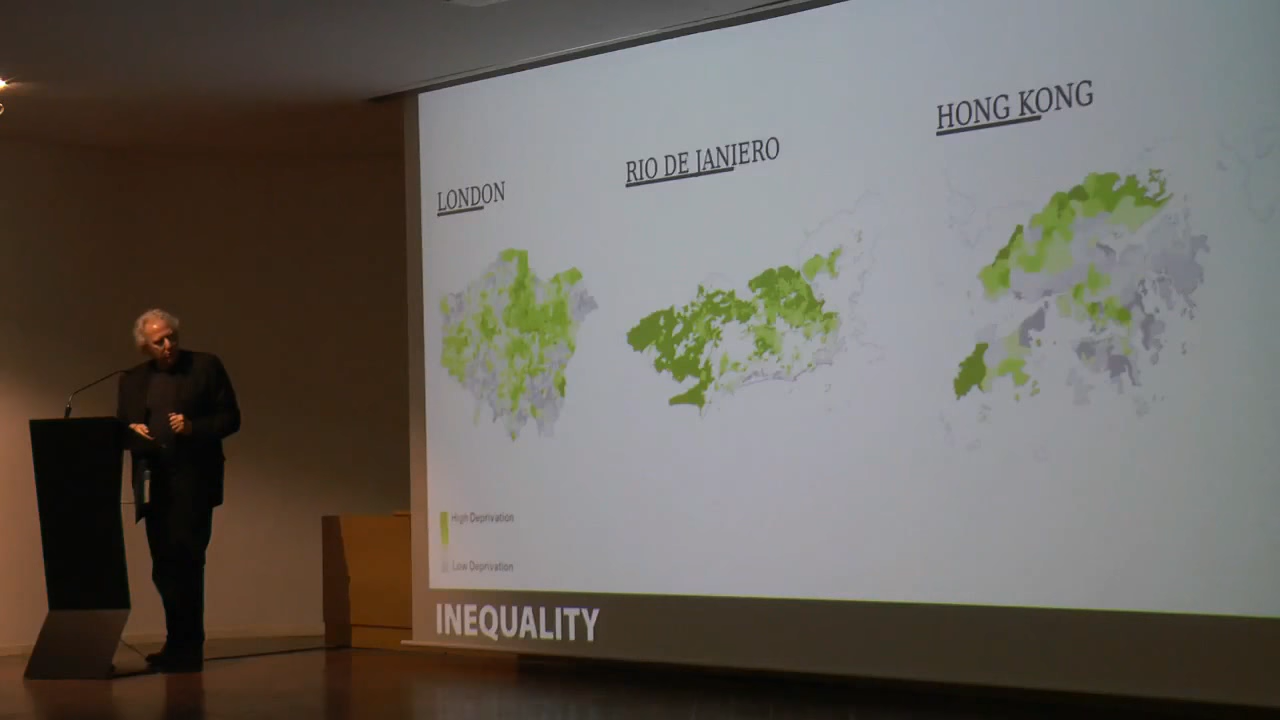 LONDON
RIO DE JANIERO
HONG KONG
High Deprivation
Low Deprivation
INEQUALITY